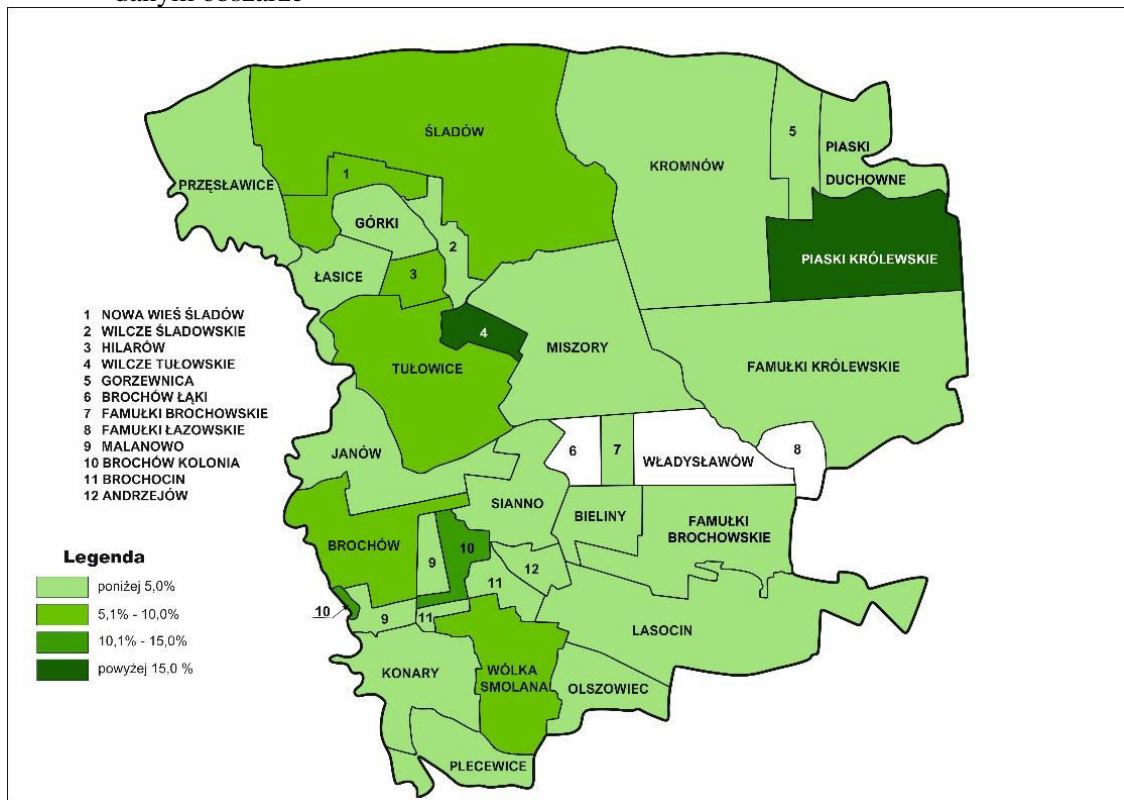 danym obszarze
ŚLADÓW
KROMNÓW
5
PIASKI
DUCHOWNE
PRZĘSŁAWICE
1
GÓRKI
2
PIASKI KRÓLEWSKIE
ŁASICE
3
4
MISZORY
TUŁOWICE
FAMUŁKI KRÓLEWSKIE
1 NOWA WIEŚ ŚLADÓW
2 WILCZE ŚLADOWSKIE
3 HILARÓW
4 WILCZE TUŁOWSKIE
5 GORZEWNICA
6 BROCHÓW ŁĄKI
7 FAMUŁKI BROCHOWSKIE
8 FAMUŁKI ŁAZOWSKIE
9 MALANOWO
10 BROCHÓW KOLONIA
11 BROCHOCIN
12 ANDRZEJÓW
JANÓW
6
7
WŁADYSŁAWÓW
8
SIANNO
BIELINY
FAMUŁKI
BROCHOWSKIE
BROCHÓW
9
10
12
11
10
9
11
LASOCIN
KONARY
WÓLKA
SMOLANA
OLSZOWIEC
PLECEWICE
Legenda
poniżej 5,0%
5,1% - 10,0%
10,1% - 15,0%
powyżej 15,0 %